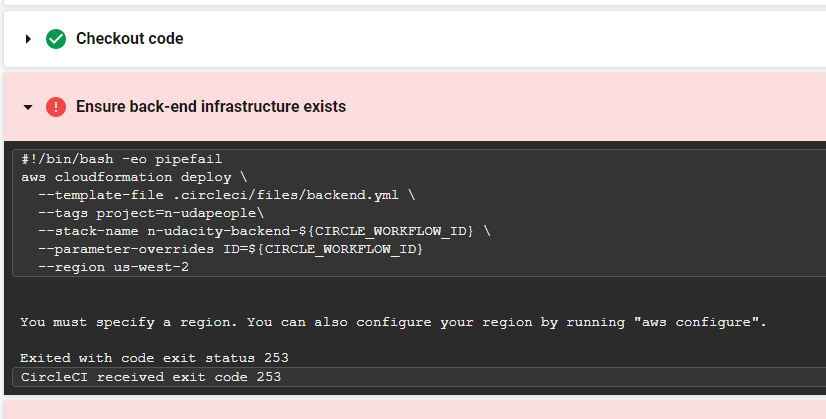 Checkout code
Ensure back-end infrastructure exists
#!/bin/bash -eo pipefail
aws cloudformation deploy \
--template-file .circleci/files/backend.yml \
--tags project=n-udapeople\
--stack-name n-udacity-backend-${CIRCLE_WORKFLOW_ID} \
--parameter-overrides ID=${CIRCLE_WORKFLOW_ID}
--region us-west-2
You must specify a region. You can also configure your region by running "aws configure".
Exited with code exit status 253
CircleCI received exit code 253